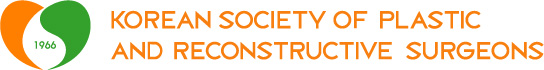 1966
KOREAN SOCIETY OF PLASTIC
AND RECONSTRUCTIVE SURGEONS